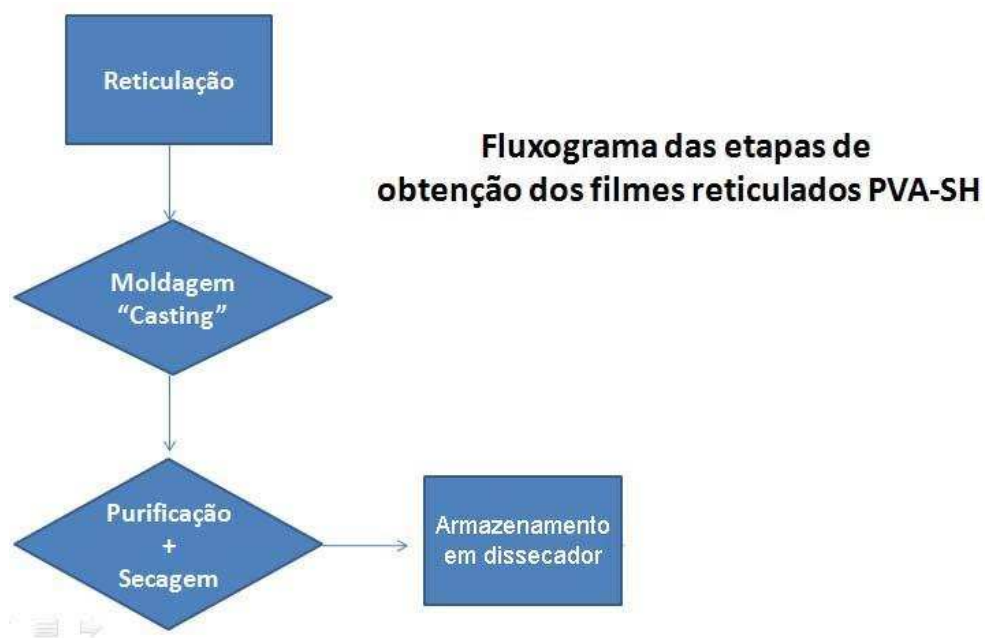 Reticulação
Fluxograma das etapas de
obtenção dos filmes reticulados PVA-SH
Moldagem
“Casting”
Purificação
+
Secagem
Armazenamento
em dissecador